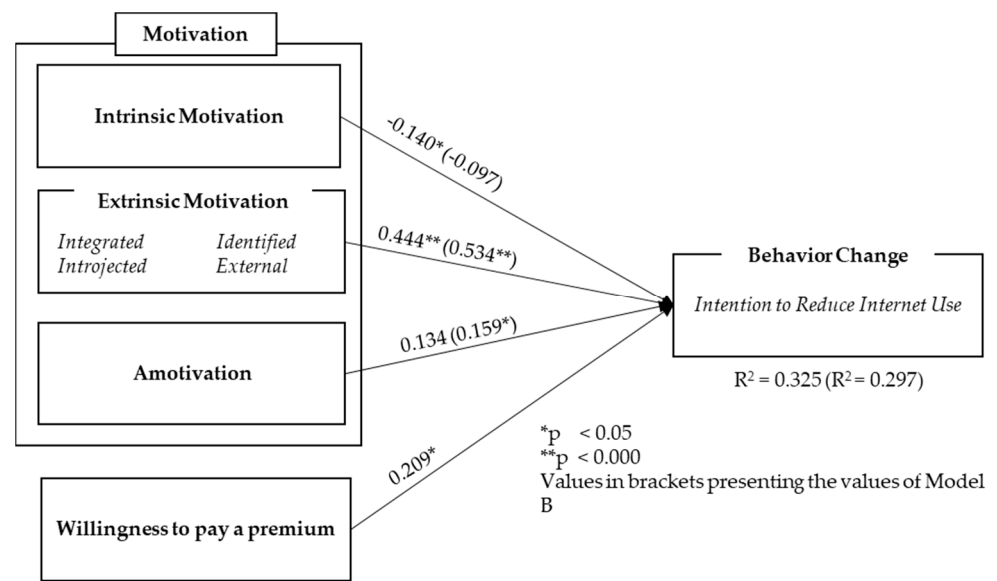 Motivation
Intrinsic Motivation
Extrinsic Motivation
Integrated Identified
Introjected External
Amotivation
Willingness to pay a premium
-0.140* (-0.097)
0.444** (0.534**)
0.134 (0.159*)
0.209*
Behavior Change
Intention to Reduce Internet Use
R² = 0.325 (R² = 0.297)
*p < 0.05
**p < 0.000
Values in brackets presenting the values of Model
B